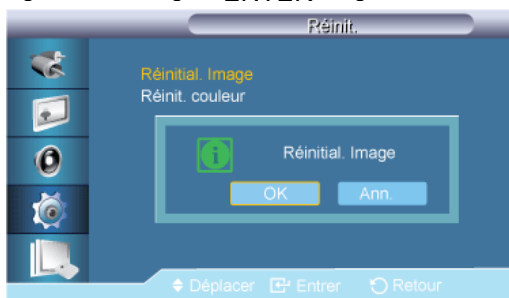 Réinit.
Réinitial. Image
Réinit. couleur
Réinitial. Image
OK Ann.
Déplacer Entrer Retour